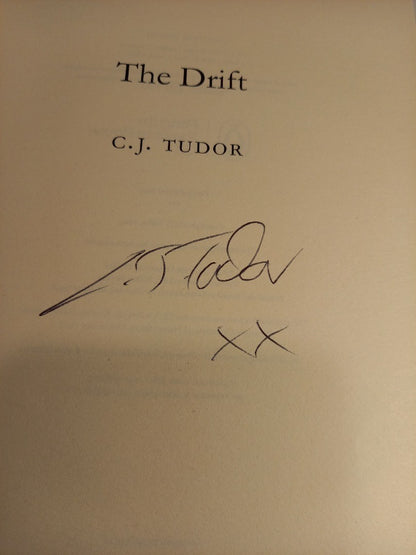 The Drift
C.J. TUDOR
C.J Tudor
XX